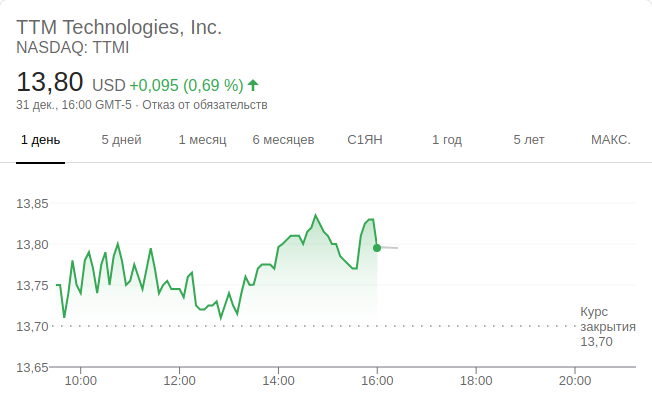 TTM Technologies, Inc.
NASDAQ: TTMI
13,80 USD +0,095 (0,69 %)
31 дек., 16:00 GMT-5 · Отказ от обязательств
1 день 5 дней 1 месяц 6 месяцев С1ЯН 1 год 5 лет МАКС.
13,85
13,80
13,75
Курс
13,70 закрытия
13,70
13,65
10:00 12:00 14:00 16:00 18:00 20:00